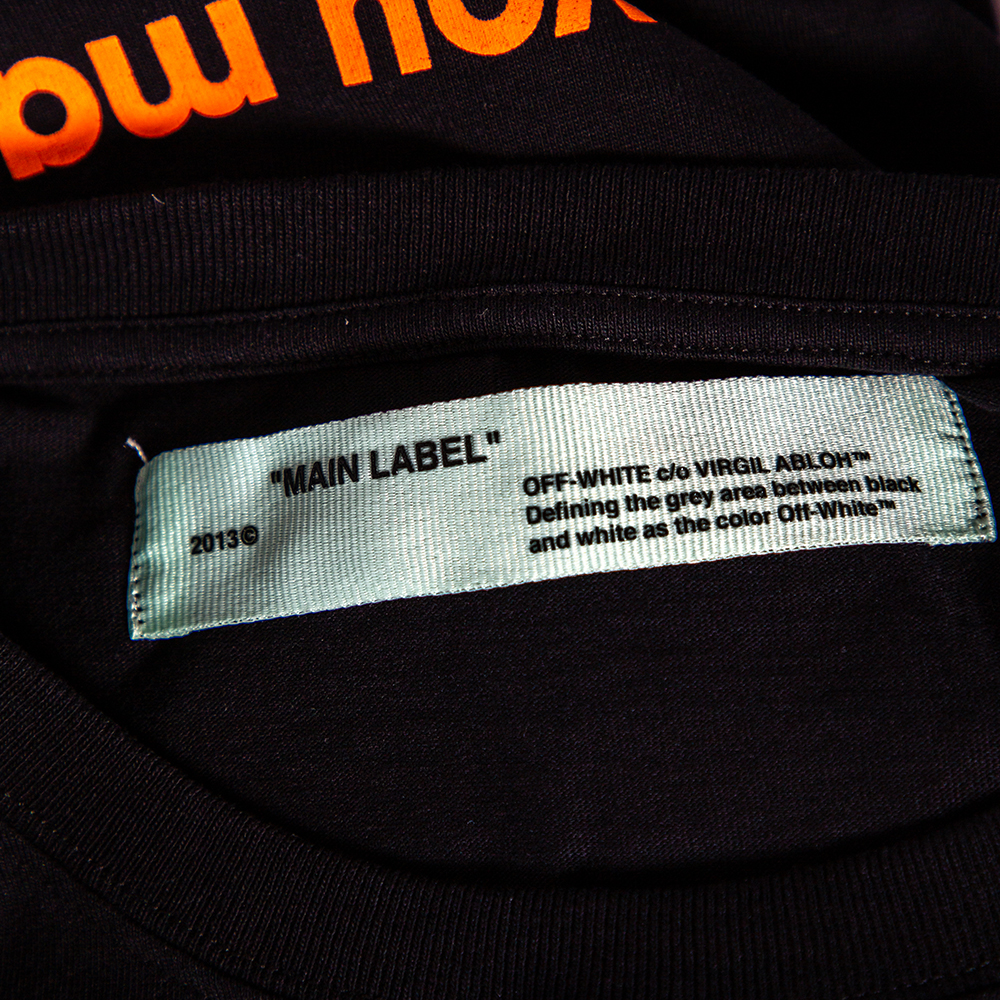 "MAIN LABEL"
2013©
OFF-WHITE c/o VIRGIL ABLOH™
Defining the grey area between black
and white as the color Off-White™